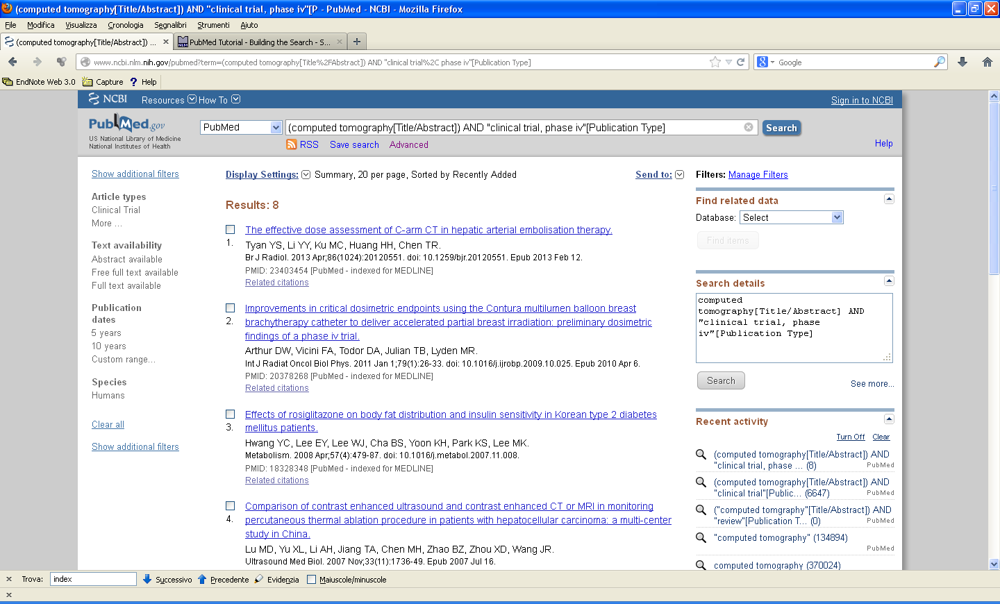 (computed tomography[Title/Abstract]) AND "clinical trial, phase iv"[P - PubMed - NCBI - Mozilla Firefox
File Modifica Visualizza Cronologia Segnalibri Strumenti Aiuto
(computed tomography[Title/Abstract]) ... × NLM PubMed Tutorial - Building the Search - S... × +
www.ncbi.nlm.nih.gov/pubmed?term=(computed tomography[Title%2FAbstract]) AND "clinical trial%2C phase iv"[Publication Type] Google
EndNote Web 3.0 Capture ? Help
NCBI Resources How To Sign in to NCBI
PubMed.gov
US National Library of Medicine
National Institutes of Health
PubMed (computed tomography[Title/Abstract]) AND "clinical trial, phase iv"[Publication Type] Search
RSS Save search Advanced Help
Show additional filters
Article types
Clinical Trial
More ...
Text availability
Abstract available
Free full text available
Full text available
Publication
dates
5 years
10 years
Custom range...
Species
Humans
Clear all
Show additional filters
Display Settings: Summary, 20 per page, Sorted by Recently Added Send to:
Results: 8
1. The effective dose assessment of C-arm CT in hepatic arterial embolisation therapy.
Tyan YS, Li YY, Ku MC, Huang HH, Chen TR.
Br J Radiol. 2013 Apr;86(1024):20120551. doi: 10.1259/bjr.20120551. Epub 2013 Feb 12.
PMID: 23403454 [PubMed - indexed for MEDLINE]
Related citations
2. Improvements in critical dosimetric endpoints using the Contura multilumen balloon breast
brachytherapy catheter to deliver accelerated partial breast irradiation: preliminary dosimetric
findings of a phase iv trial.
Arthur DW, Vicini FA, Todor DA, Julian TB, Lyden MR.
Int J Radiat Oncol Biol Phys. 2011 Jan 1;79(1):26-33. doi: 10.1016/j.ijrobp.2009.10.025. Epub 2010 Apr 6.
PMID: 20378268 [PubMed - indexed for MEDLINE]
Related citations
3. Effects of rosiglitazone on body fat distribution and insulin sensitivity in Korean type 2 diabetes
mellitus patients.
Hwang YC, Lee EY, Lee WJ, Cha BS, Yoon KH, Park KS, Lee MK.
Metabolism. 2008 Apr;57(4):479-87. doi: 10.1016/j.metabol.2007.11.008.
PMID: 18328348 [PubMed - indexed for MEDLINE]
Related citations
4. Comparison of contrast enhanced ultrasound and contrast enhanced CT or MRI in monitoring
percutaneous thermal ablation procedure in patients with hepatocellular carcinoma: a multi-center
study in China.
Lu MD, Yu XL, Li AH, Jiang TA, Chen MH, Zhao BZ, Zhou XD, Wang JR.
Ultrasound Med Biol. 2007 Nov;33(11):1736-49. Epub 2007 Jul 16.
Filters: Manage Filters
Find related data
Database: Select
Find items
Search details
computed
tomography[Title/Abstract] AND
"clinical trial, phase
iv"[Publication Type]
Search See more...
Recent activity
Turn Off Clear
(computed tomography[Title/Abstract]) AND
"clinical trial, phase ... (8) PubMed
(computed tomography[Title/Abstract]) AND
"clinical trial"[Public... (6647) PubMed
("computed tomography"[Title/Abstract]) AND
"review"[Publication T... (0) PubMed
"computed tomography" (134894)
PubMed
computed tomography (370024)
× Trova: index Successivo Precedente Evidenzia Maiuscole/minuscole
×